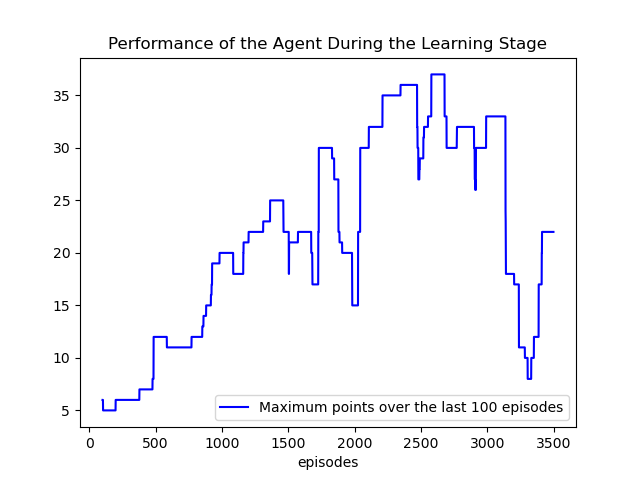 Performance of the Agent During the Learning Stage
35
30
25
20
15
10
5
Maximum points over the last 100 episodes
0 500 1000 1500 2000 2500 3000 3500
episodes